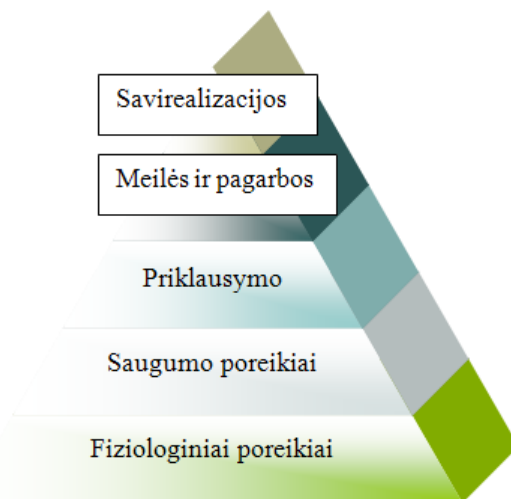 Savirealizacijos
Meilės ir pagarbos
Priklausymo
Saugumo poreikiai
Fiziologiniai poreikiai